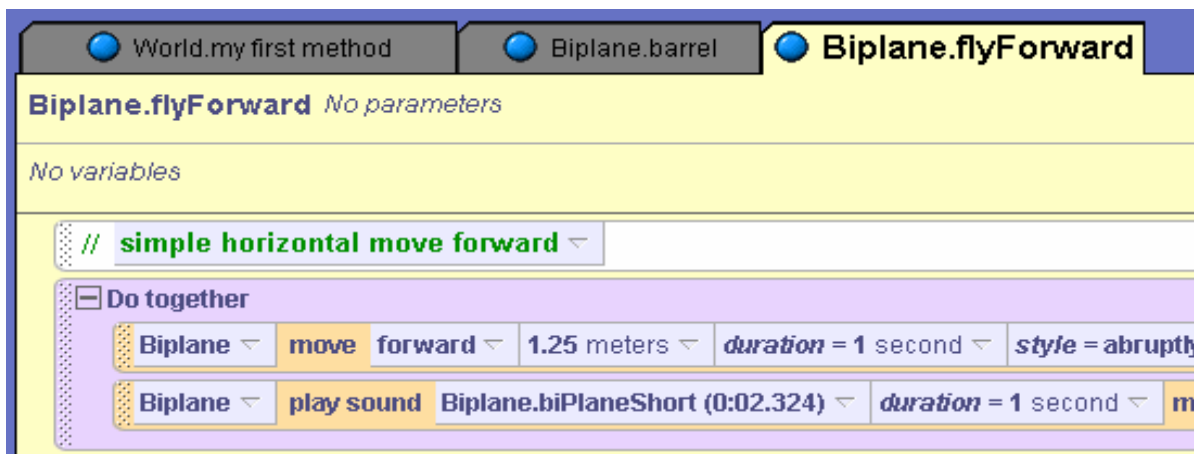 World.my first method Biplane.barrel Biplane.flyForward
Biplane.flyForward No parameters
No variables
// simple horizontal move forward
Do together
Biplane move forward 1.25 meters duration = 1 second style = abruptly
Biplane play sound Biplane.biPlaneShort (0:02.324) duration = 1 second m